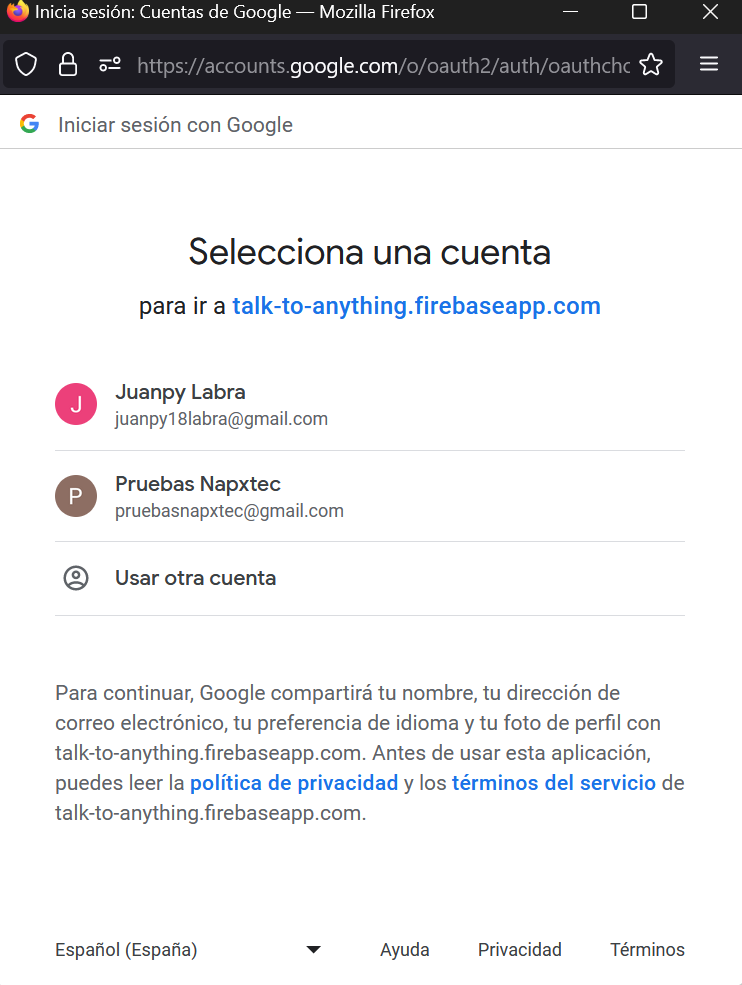 Inicia sesión: Cuentas de Google — Mozilla Firefox
https://accounts.google.com/o/oauth2/auth/oauthcho
Iniciar sesión con Google
Selecciona una cuenta
para ir a talk-to-anything.firebaseapp.com
J
Juanpy Labra
juanpy18labra@gmail.com
P
Pruebas Napxtec
pruebasnapxtec@gmail.com
Usar otra cuenta
Para continuar, Google compartirá tu nombre, tu dirección de
correo electrónico, tu preferencia de idioma y tu foto de perfil con
talk-to-anything.firebaseapp.com. Antes de usar esta aplicación,
puedes leer la política de privacidad y los términos del servicio de
talk-to-anything.firebaseapp.com.
Español (España) Ayuda Privacidad Términos